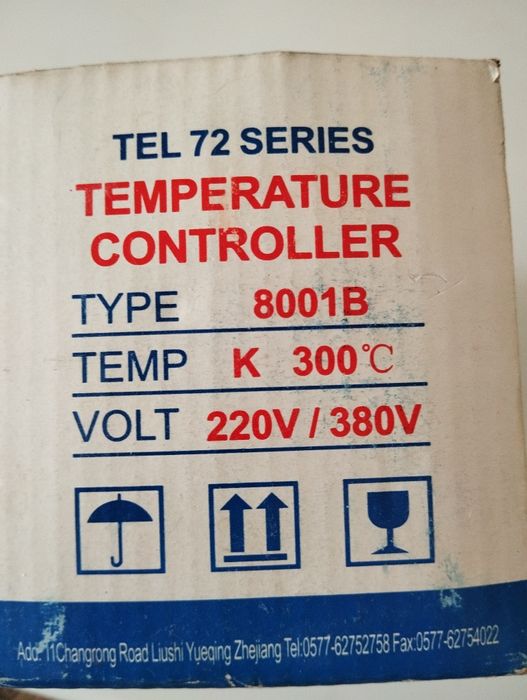 TEL 72 SERIES
TEMPERATURE
CONTROLLER
TYPE 8001B
TEMP K 300℃
VOLT 220V / 380V
Add: 11Changrong Road Liushi Yueqing Zhejiang Tel:0577-62752758 Fax:0577-62754022